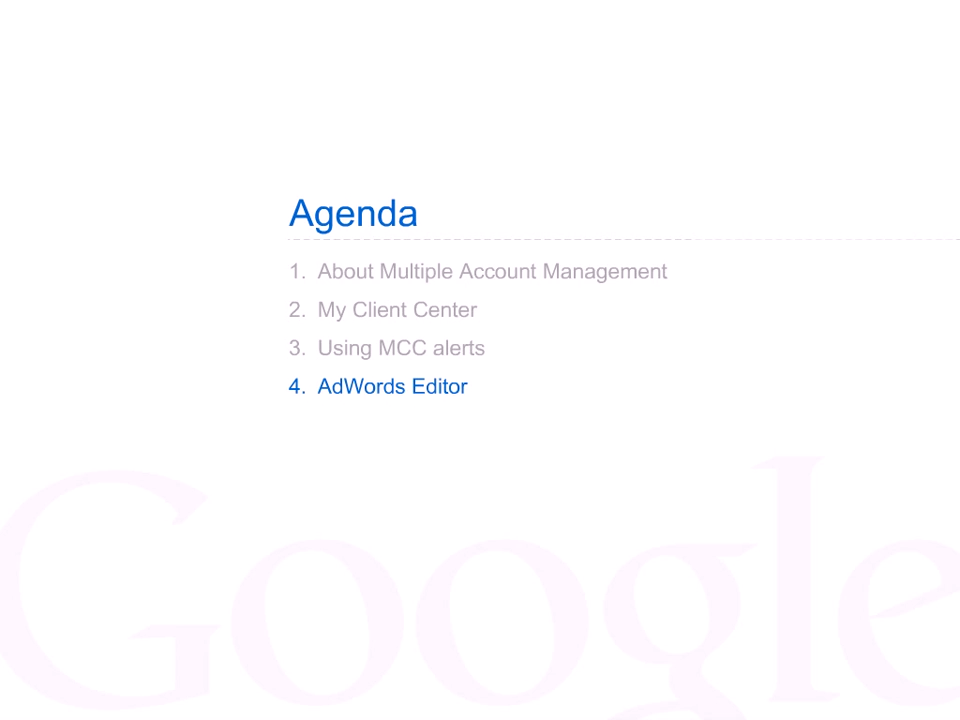 Agenda
1. About Multiple Account Management
2. My Client Center
3. Using MCC alerts
4. AdWords Editor
Google